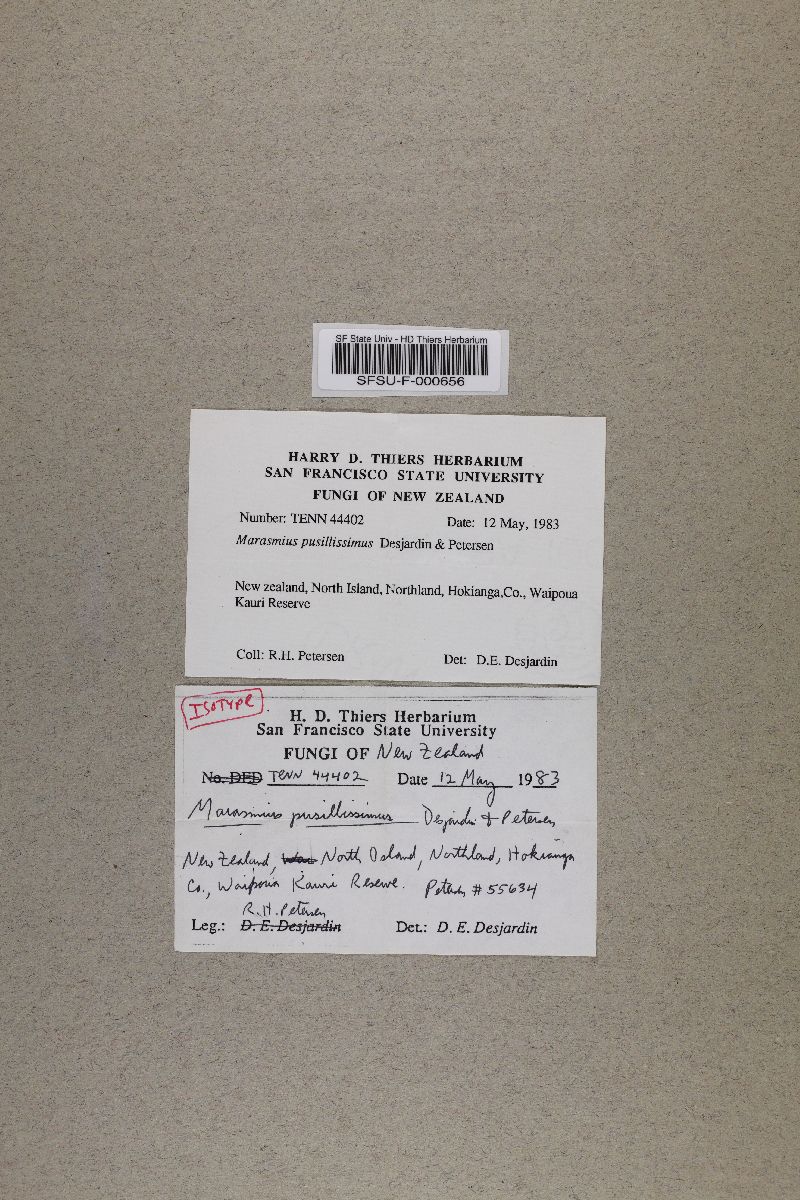 SF State Univ - HD Thiers Herbarium
SFSU-F-000656
HARRY D. THIERS HERBARIUM
SAN FRANCISCO STATE UNIVERSITY
FUNGI OF NEW ZEALAND
Number: TENN 44402 Date: 12 May, 1983
Marasmius pusillissimus Desjardin & Petersen
New zealand, North Island, Northland, Hokianga,Co., Waipoua
Kauri Reserve
Coll: R.H. Petersen Det: D.E. Desjardin
ISOTYPE
H. D. Thiers Herbarium
San Francisco State University
FUNGI OF New Zealand
No. DED TENN 44402 Date 12 May 1983
Marasmius pusillissimus Desjardin & Petersen
New Zealand, North Island, Northland, Hokianga
Co., Waipoua Kauri Reserve. Petersen # 55634
R.H. Petersen
Leg.: D. E. Desjardin Det.: D. E. Desjardin